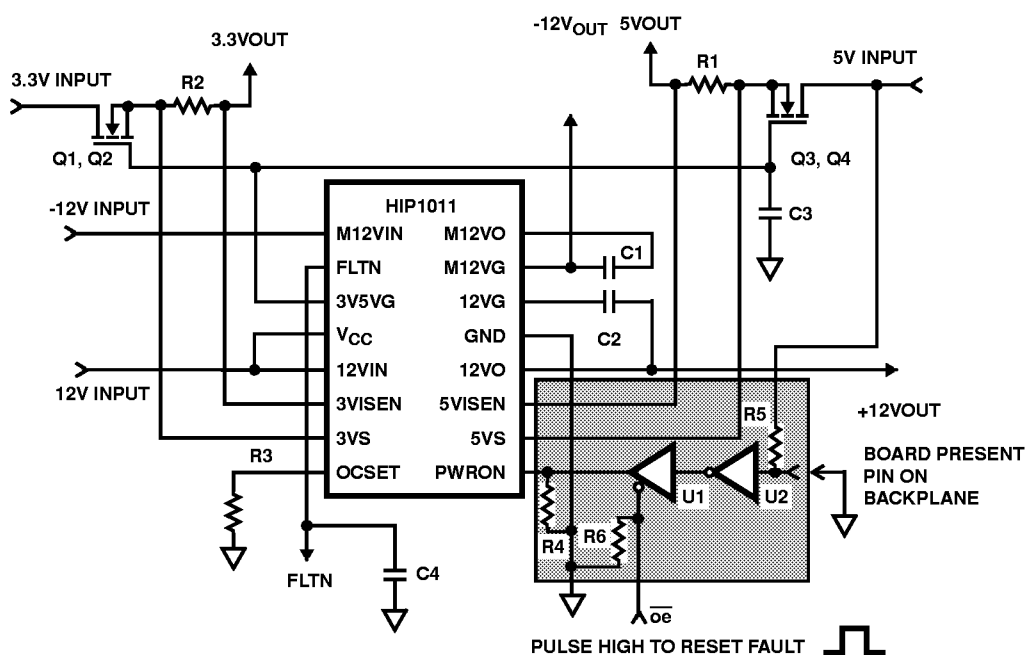 -12VOUT 5VOUT
3.3VOUT
3.3V INPUT
R2
R1
5V INPUT
Q1, Q2
Q3, Q4
-12V INPUT
HIP1011
C3
M12VIN
M12VO
C1
FLTN
M12VG
3V5VG
12VG
VCC
GND
C2
12VIN
12VO
12V INPUT
3VISEN
5VISEN
R5
+12VOUT
3VS
5VS
R3
OCSET
PWRON
U1
U2
BOARD PRESENT
PIN ON
BACKPLANE
R4
R6
FLTN
C4
oe
PULSE HIGH TO RESET FAULT